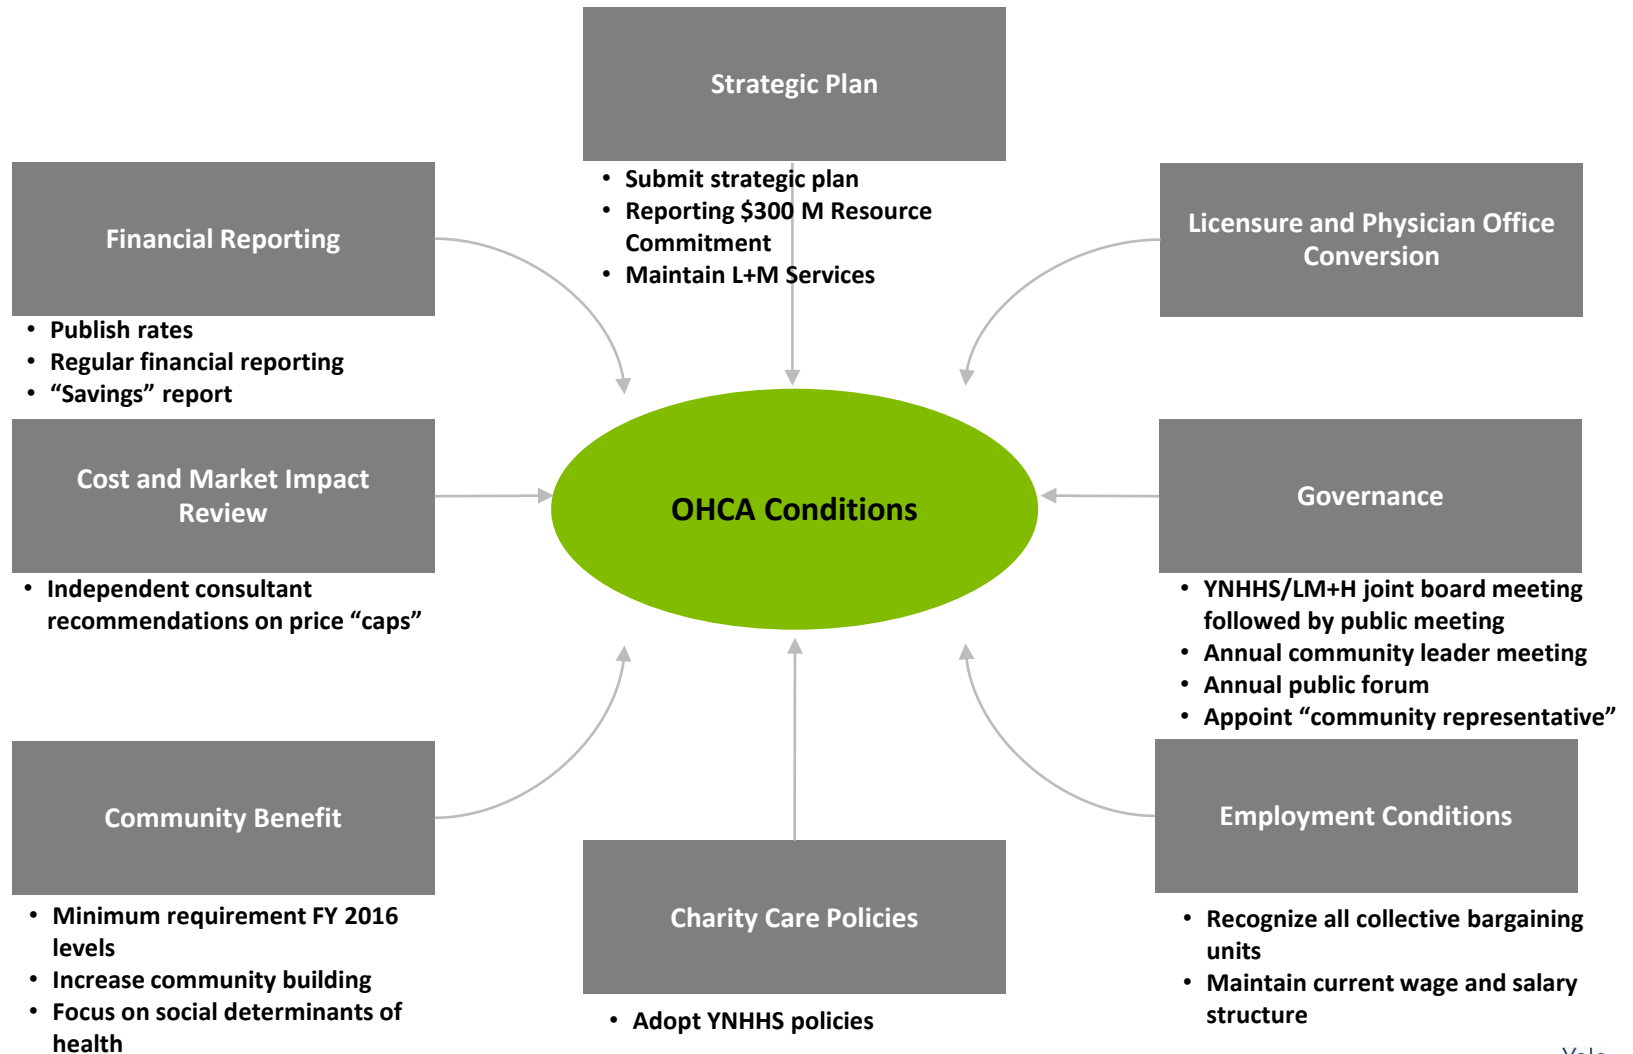 Strategic Plan
• Submit strategic plan
• Reporting $300 M Resource
Commitment
• Maintain L+M Services
Financial Reporting
• Publish rates
• Regular financial reporting
• “Savings” report
Licensure and Physician Office
Conversion
Cost and Market Impact
Review
• Independent consultant
recommendations on price “caps”
OHCA Conditions
Governance
• YNHHS/LM+H joint board meeting
followed by public meeting
• Annual community leader meeting
• Annual public forum
• Appoint “community representative”
Community Benefit
• Minimum requirement FY 2016
levels
• Increase community building
• Focus on social determinants of
health
Charity Care Policies
• Adopt YNHHS policies
Employment Conditions
• Recognize all collective bargaining
units
• Maintain current wage and salary
structure
Yale